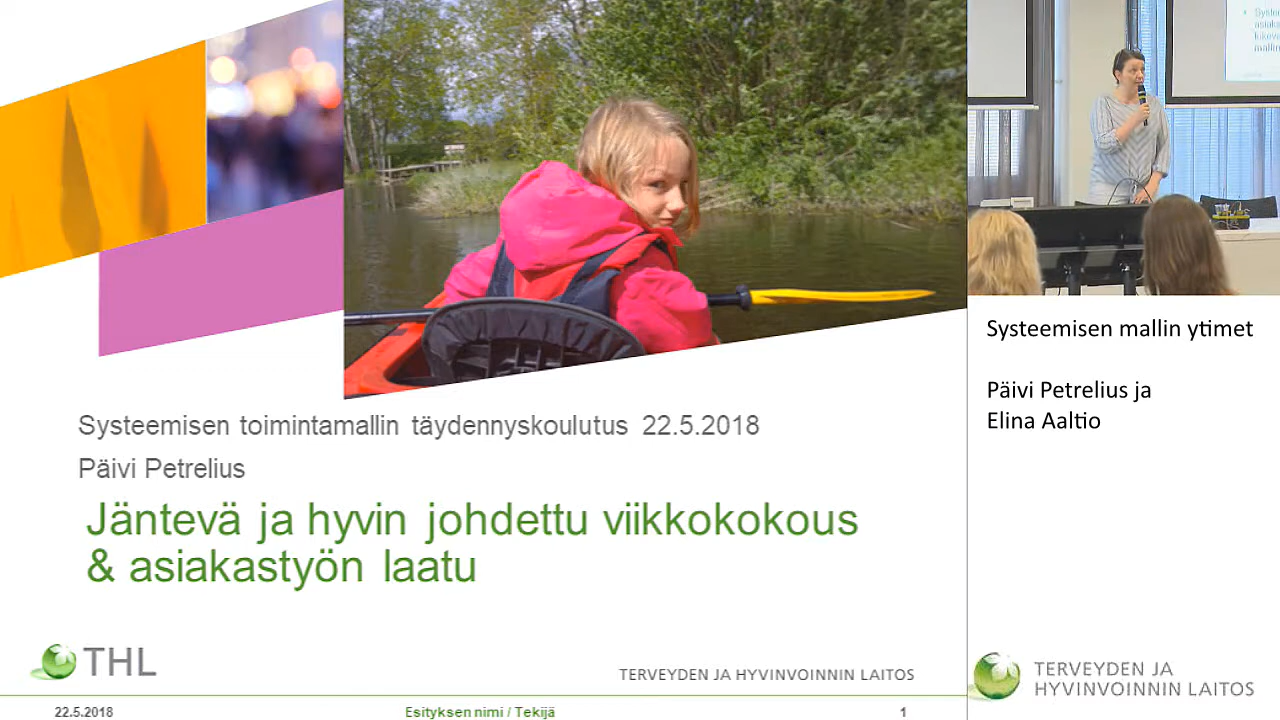 Systeemisen toimintamallin täydennyskoulutus 22.5.2018
Päivi Petrelius
Jäntevä ja hyvin johdettu viikkokokous
& asiakastyön laatu
THL
TERVEYDEN JA HYVINVOINNIN LAITOS
22.5.2018
Esityksen nimi / Tekijä
1
Systeemisen mallin ytimet
Päivi Petrelius ja
Elina Aaltio
TERVEYDEN JA
HYVINVOINNIN LAITOS